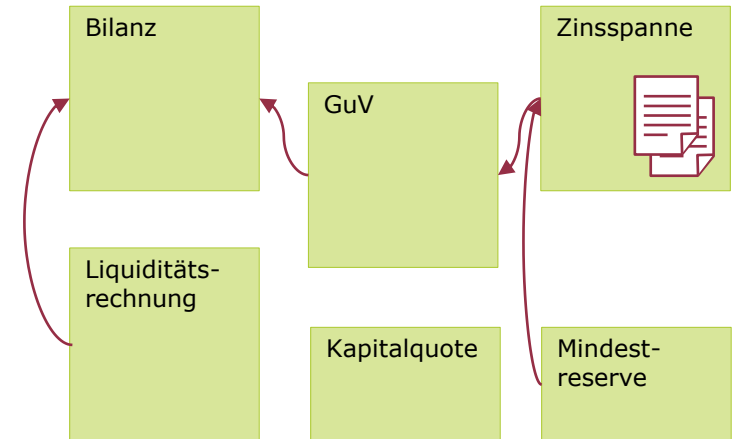 Bilanz
GuV
Zinsspanne
Liquiditäts-
rechnung
Kapitalquote
Mindest-
reserve